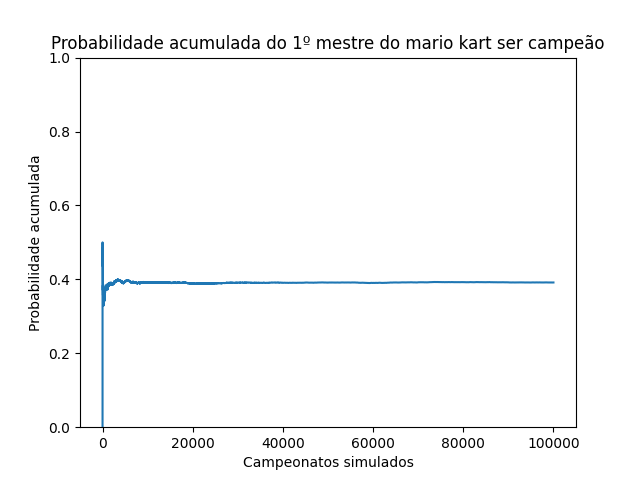 Probabilidade acumulada do 1º mestre do mario kart ser campeão
1.0
0.8
0.6
0.4
0.2
0.0
Probabilidade acumulada
0 20000 40000 60000 80000 100000
Campeonatos simulados